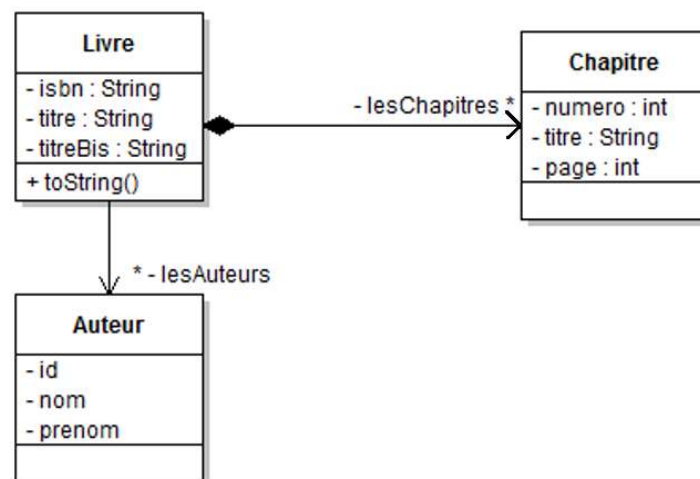 Livre
- isbn : String
- titre : String
- titreBis : String
+ toString()
- lesChapitres *
Chapitre
- numero : int
- titre : String
- page : int
* - lesAuteurs
Auteur
- id
- nom
- prenom